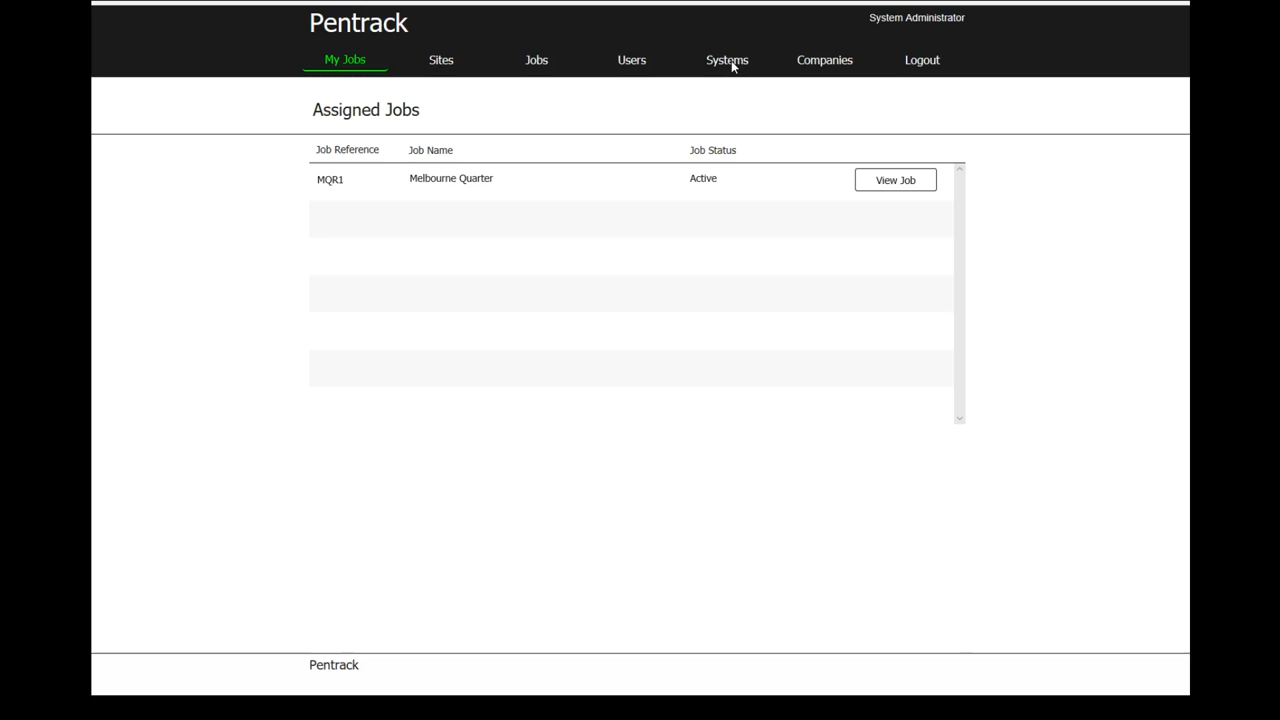 Pentrack
System Administrator
My Jobs Sites Jobs Users Systems Companies Logout
Assigned Jobs
Job Reference Job Name Job Status
MQR1 Melbourne Quarter Active View Job
Pentrack